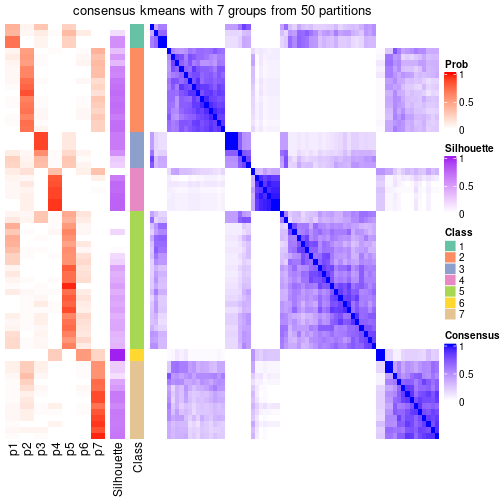 consensus kmeans with 7 groups from 50 partitions
Prob
1
0.5
0
Silhouette
1
0.5
0
Class
1
2
3
4
5
6
7
Consensus
1
0.5
0
p1
p2
p3
p4
p5
p6
p7
Silhouette
Class